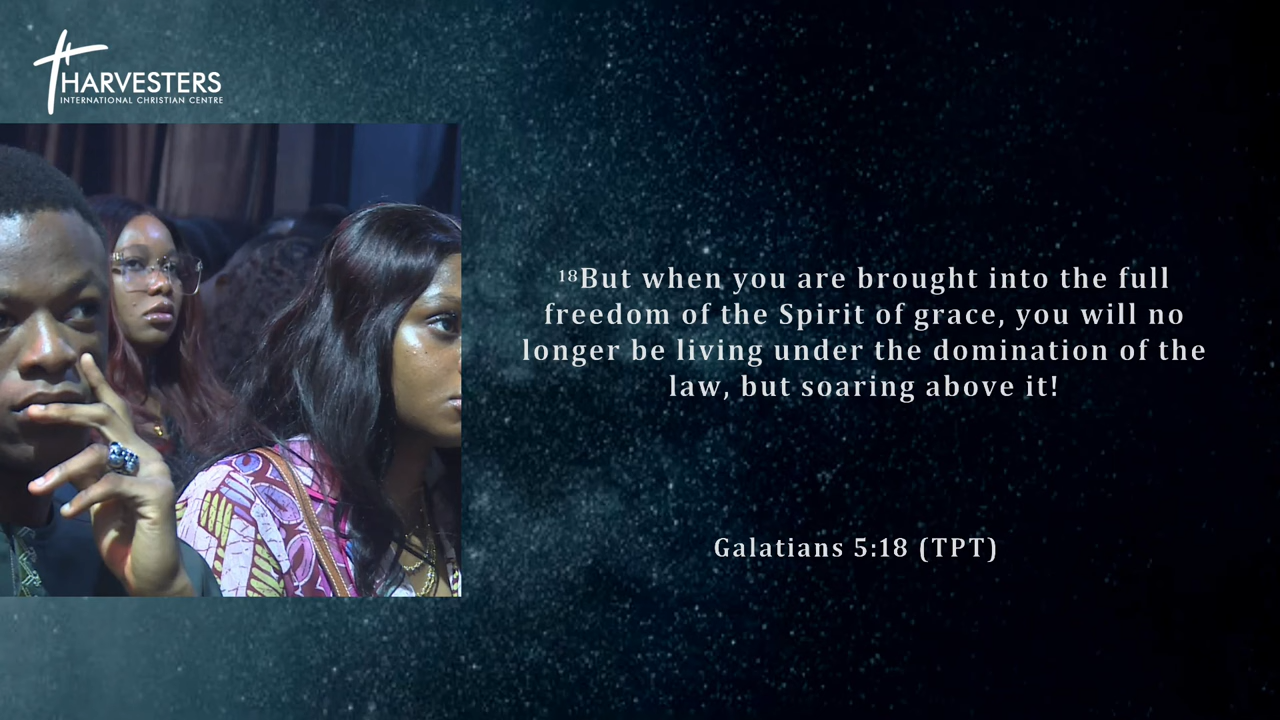 HARVESTERS
INTERNATIONAL CHRISTIAN CENTRE
18But when you are brought into the full
freedom of the Spirit of grace, you will no
longer be living under the domination of the
law, but soaring above it!
Galatians 5:18 (TPT)